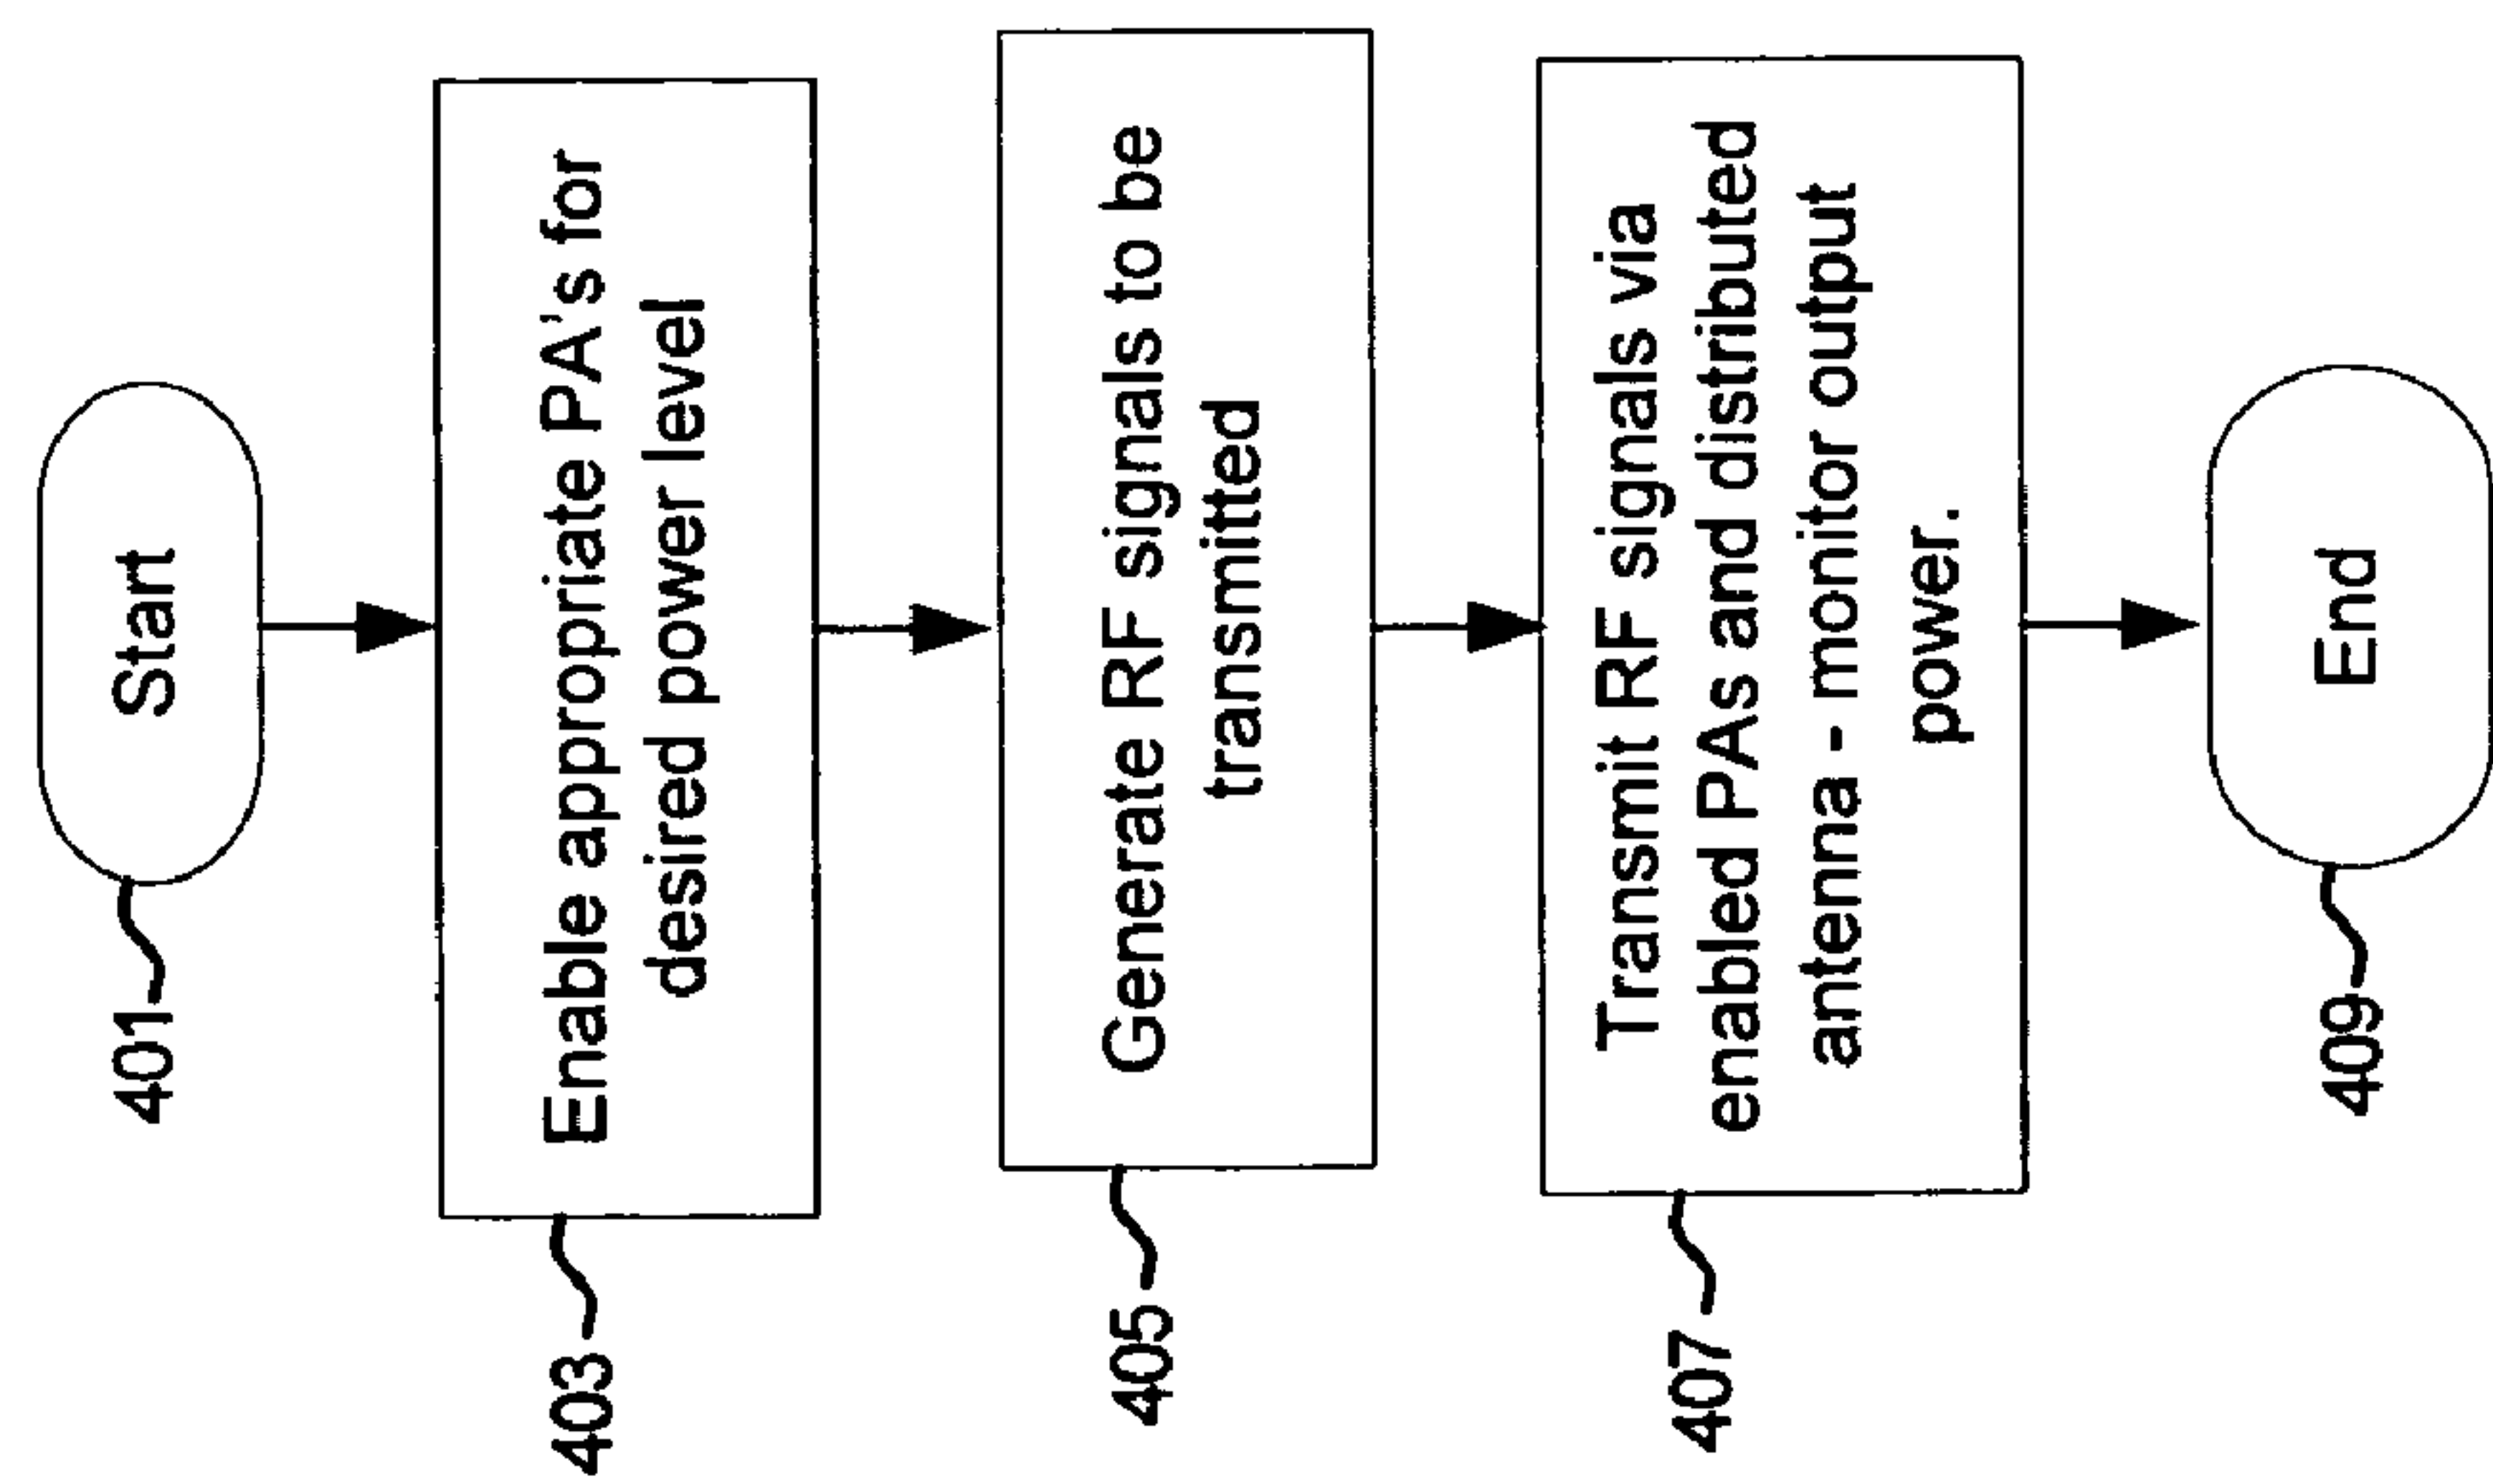 Start
401
Enable appropriate PA's for
desired power level
403
Generate RF signals to be
transmitted
405
Transmit RF signals via
enabled PAs and distributed
antenna - monitor output
power.
407
End
409